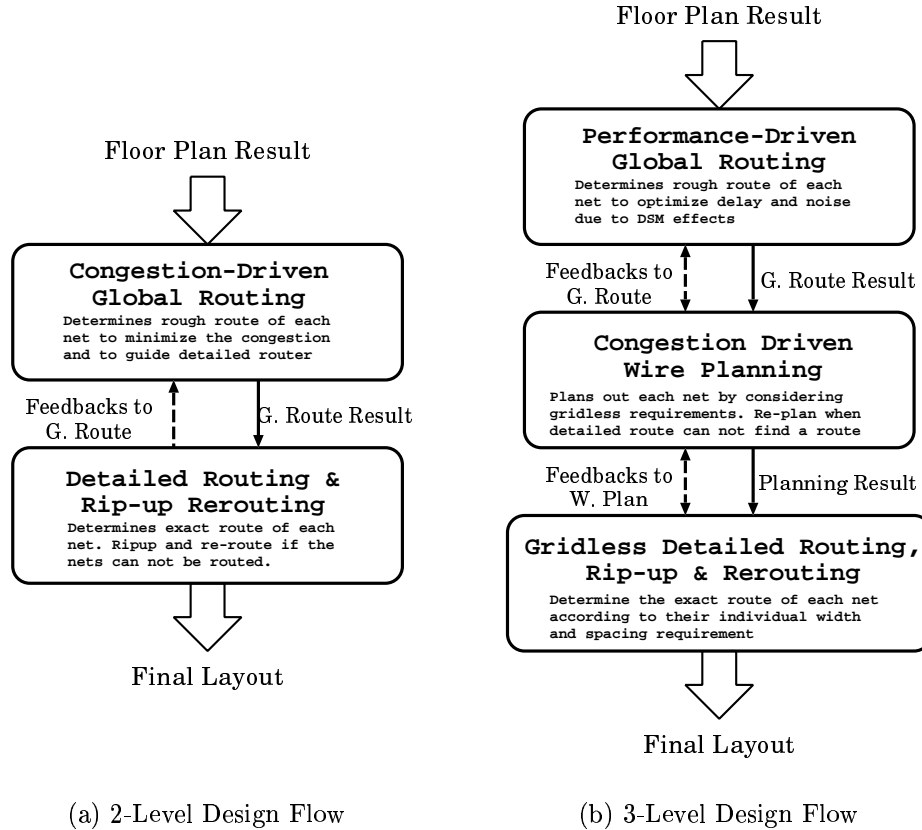 Floor Plan Result
Congestion-Driven
Global Routing
Determines rough route of each
net to minimize the congestion
and to guide detailed router
Feedbacks to
G. Route
G. Route Result
Detailed Routing &
Rip-up Rerouting
Determines exact route of each
net. Ripup and re-route if the
nets can not be routed.
Final Layout
(a) 2-Level Design Flow
Floor Plan Result
Performance-Driven
Global Routing
Determines rough route of each
net to optimize delay and noise
due to DSM effects
Feedbacks to
G. Route
G. Route Result
Congestion Driven
Wire Planning
Plans out each net by considering
gridless requirements. Re-plan when
detailed route can not find a route
Feedbacks to
W. Plan
Planning Result
Gridless Detailed Routing,
Rip-up & Rerouting
Determine the exact route of each net
according to their individual width
and spacing requirement
Final Layout
(b) 3-Level Design Flow